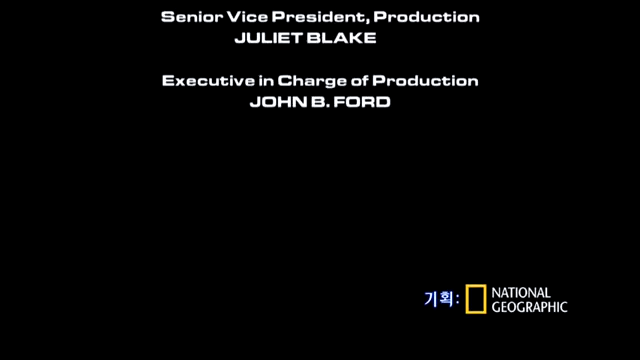 Senior Vice President, Production
JULIET BLAKE
Executive in Charge of Production
JOHN B. FORD
기획: NATIONAL
GEOGRAPHIC